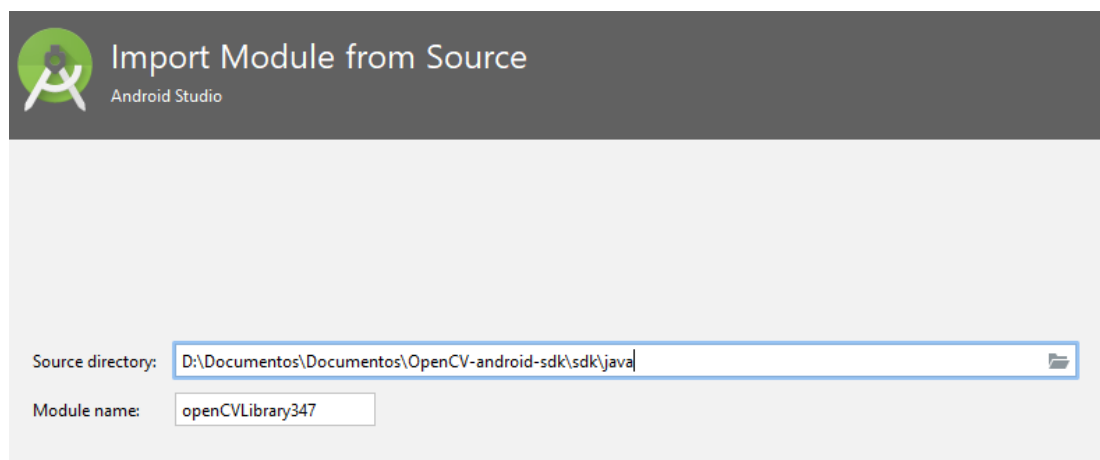 Import Module from Source
Android Studio
Source directory: D:\Documentos\Documentos\OpenCV-android-sdk\sdk\java
Module name: openCVLibrary347